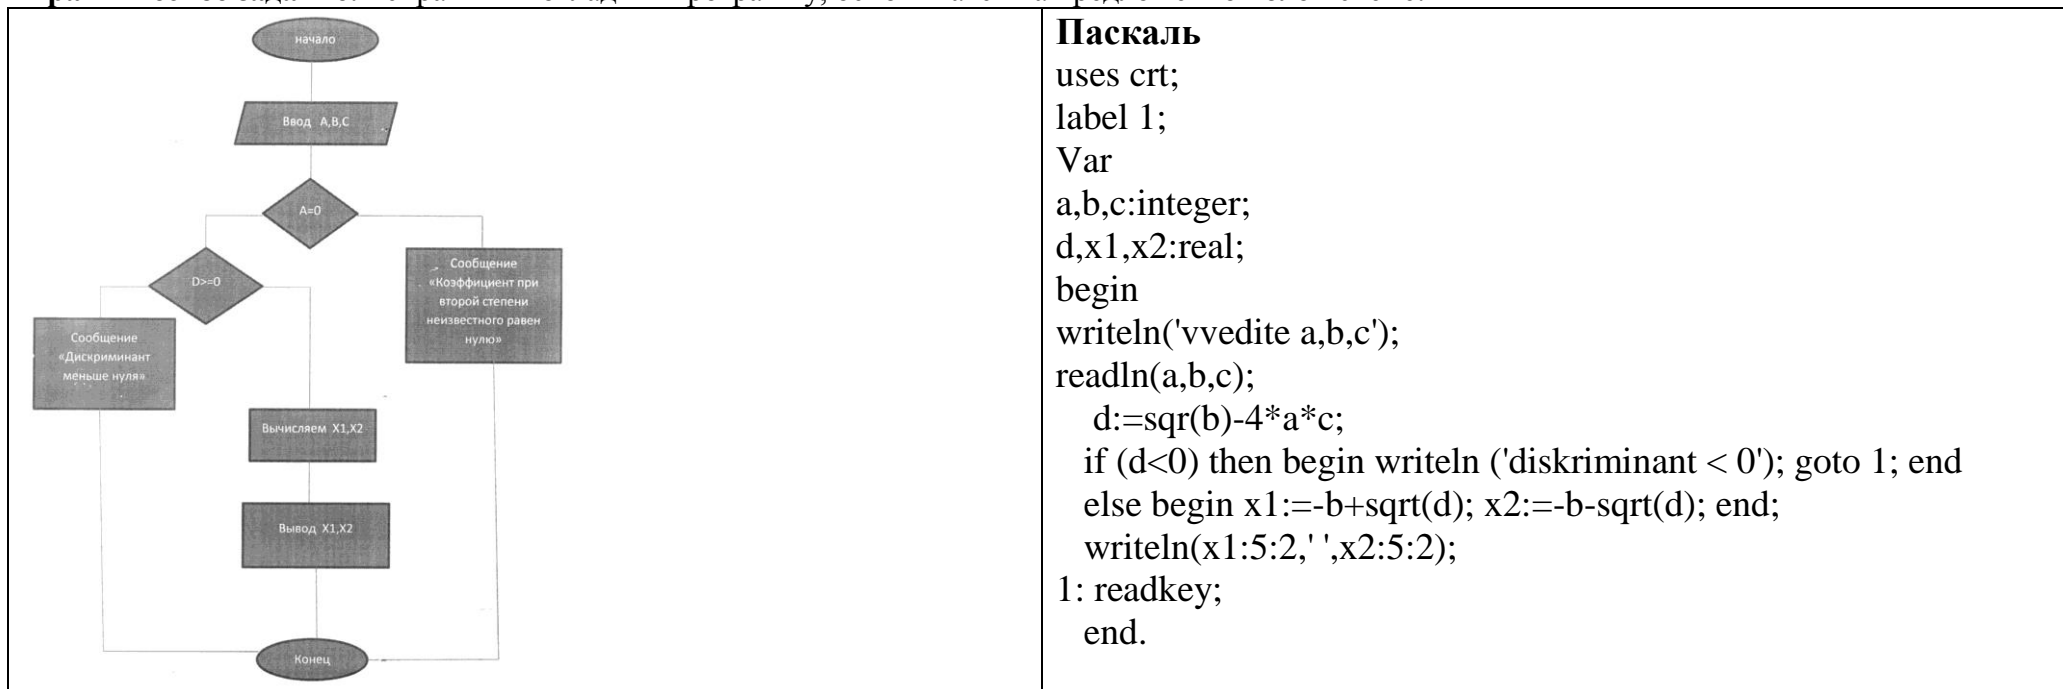 начало
Ввод A,B,C
A=0
D>=0
Сообщение
«Коэффициент при
второй степени
неизвестного равен
нулю»
Сообщение
«Дискриминант
меньше нуля»
Вычисляем X1,X2
Вывод X1,X2
Конец
Паскаль
uses crt;
label 1;
Var
a,b,c:integer;
d,x1,x2:real;
begin
writeln('vvedite a,b,c');
readln(a,b,c);
d:=sqr(b)-4*a*c;
if (d<0) then begin writeln ('diskriminant < 0'); goto 1; end
else begin x1:=-b+sqrt(d); x2:=-b-sqrt(d); end;
writeln(x1:5:2,' ',x2:5:2);
1: readkey;
end.